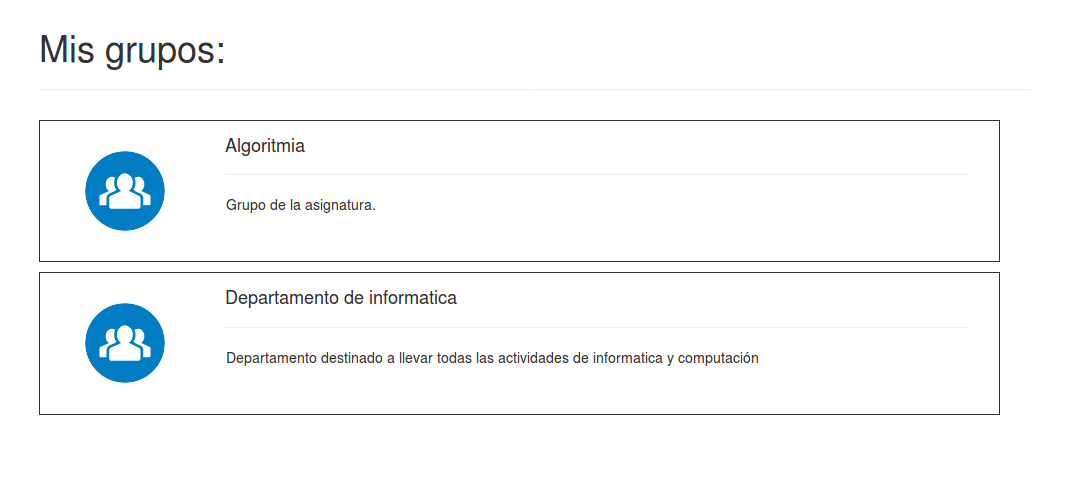 Mis grupos:
Algoritmia
Grupo de la asignatura.
Departamento de informatica
Departamento destinado a llevar todas las actividades de informatica y computación